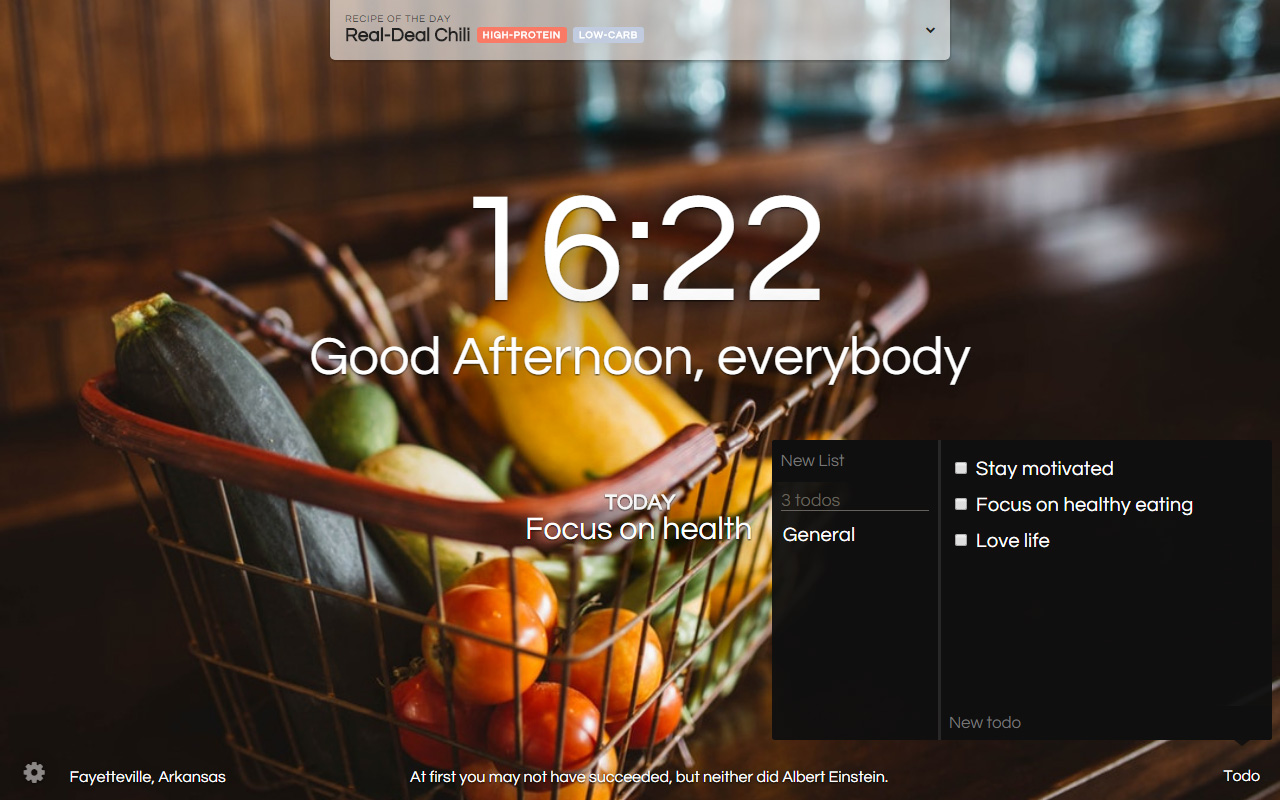 RECIPE OF THE DAY
Real-Deal Chili HIGH-PROTEIN LOW-CARB
16:22
Good Afternoon, everybody
TODAY
Focus on health
New List
3 todos
General
Stay motivated
Focus on healthy eating
Love life
New todo
Fayetteville, Arkansas
At first you may not have succeeded, but neither did Albert Einstein.
Todo